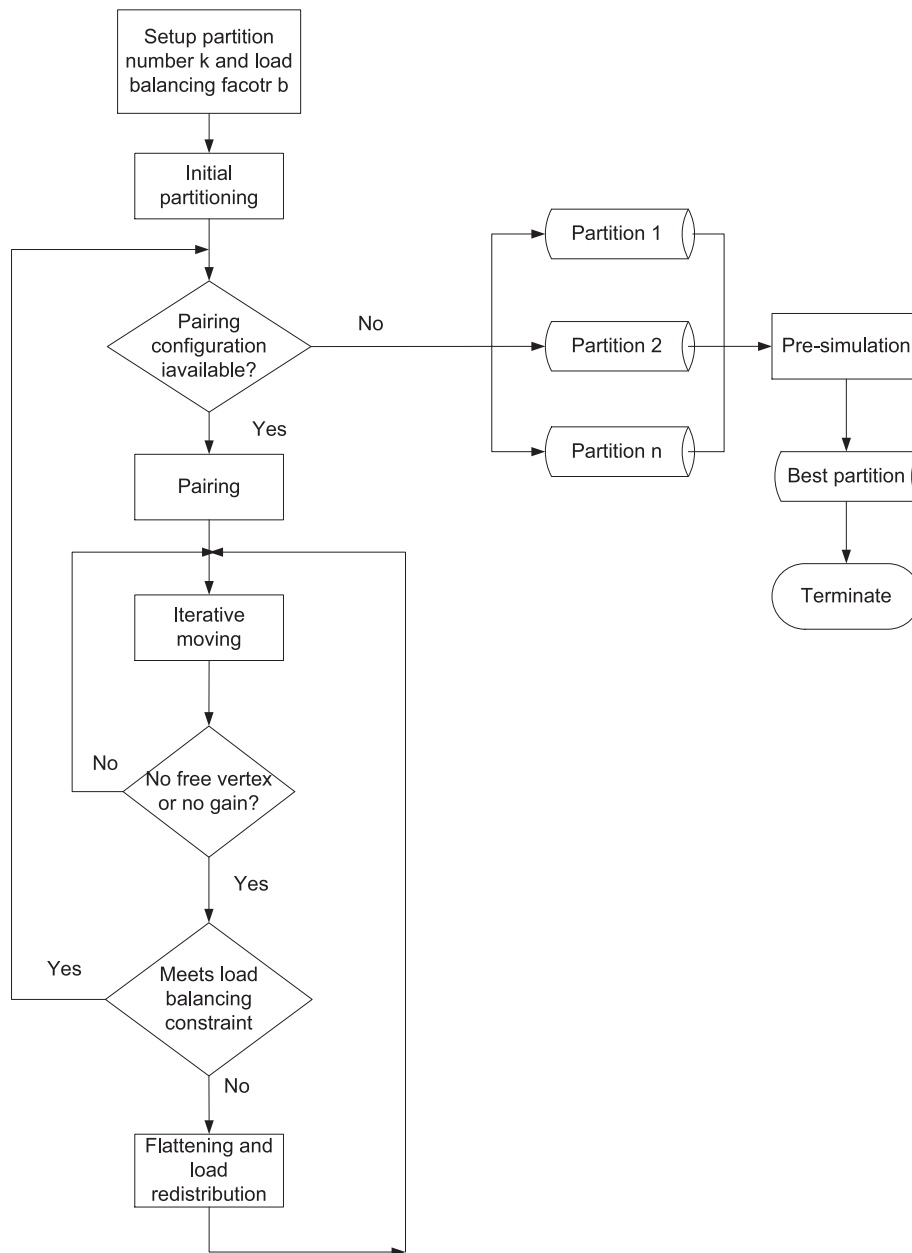 Setup partition
number k and load
balancing facotr b
Initial
partitioning
Pairing
configuration
iavailable?
No
Yes
Partition 1
Partition 2
Partition n
Pre-simulation
Best partition
Terminate
Pairing
Iterative
moving
No free vertex
or no gain?
No
Yes
Meets load
balancing
constraint
Yes
No
Flattening and
load
redistribution